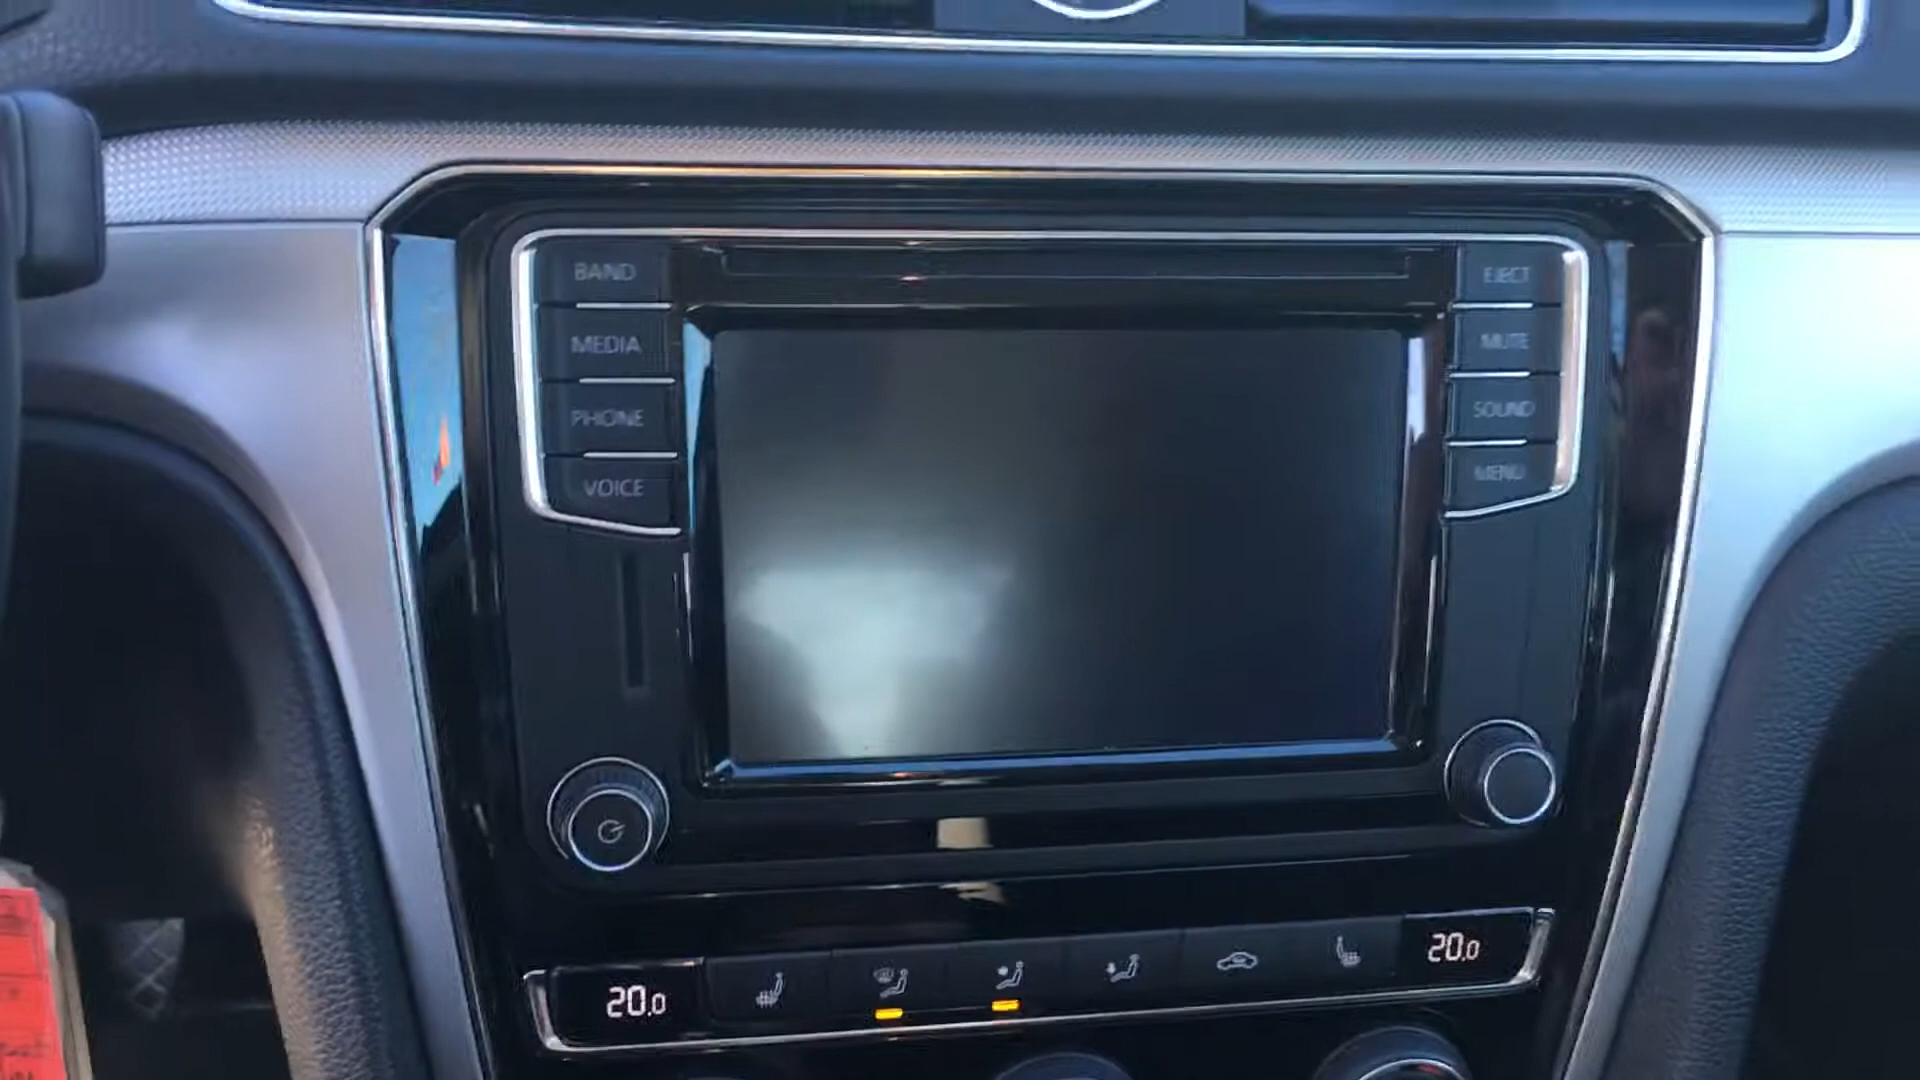 BAND
EJECT
MEDIA
MUTE
PHONE
SOUND
VOICE
MENU
20.0
20.0